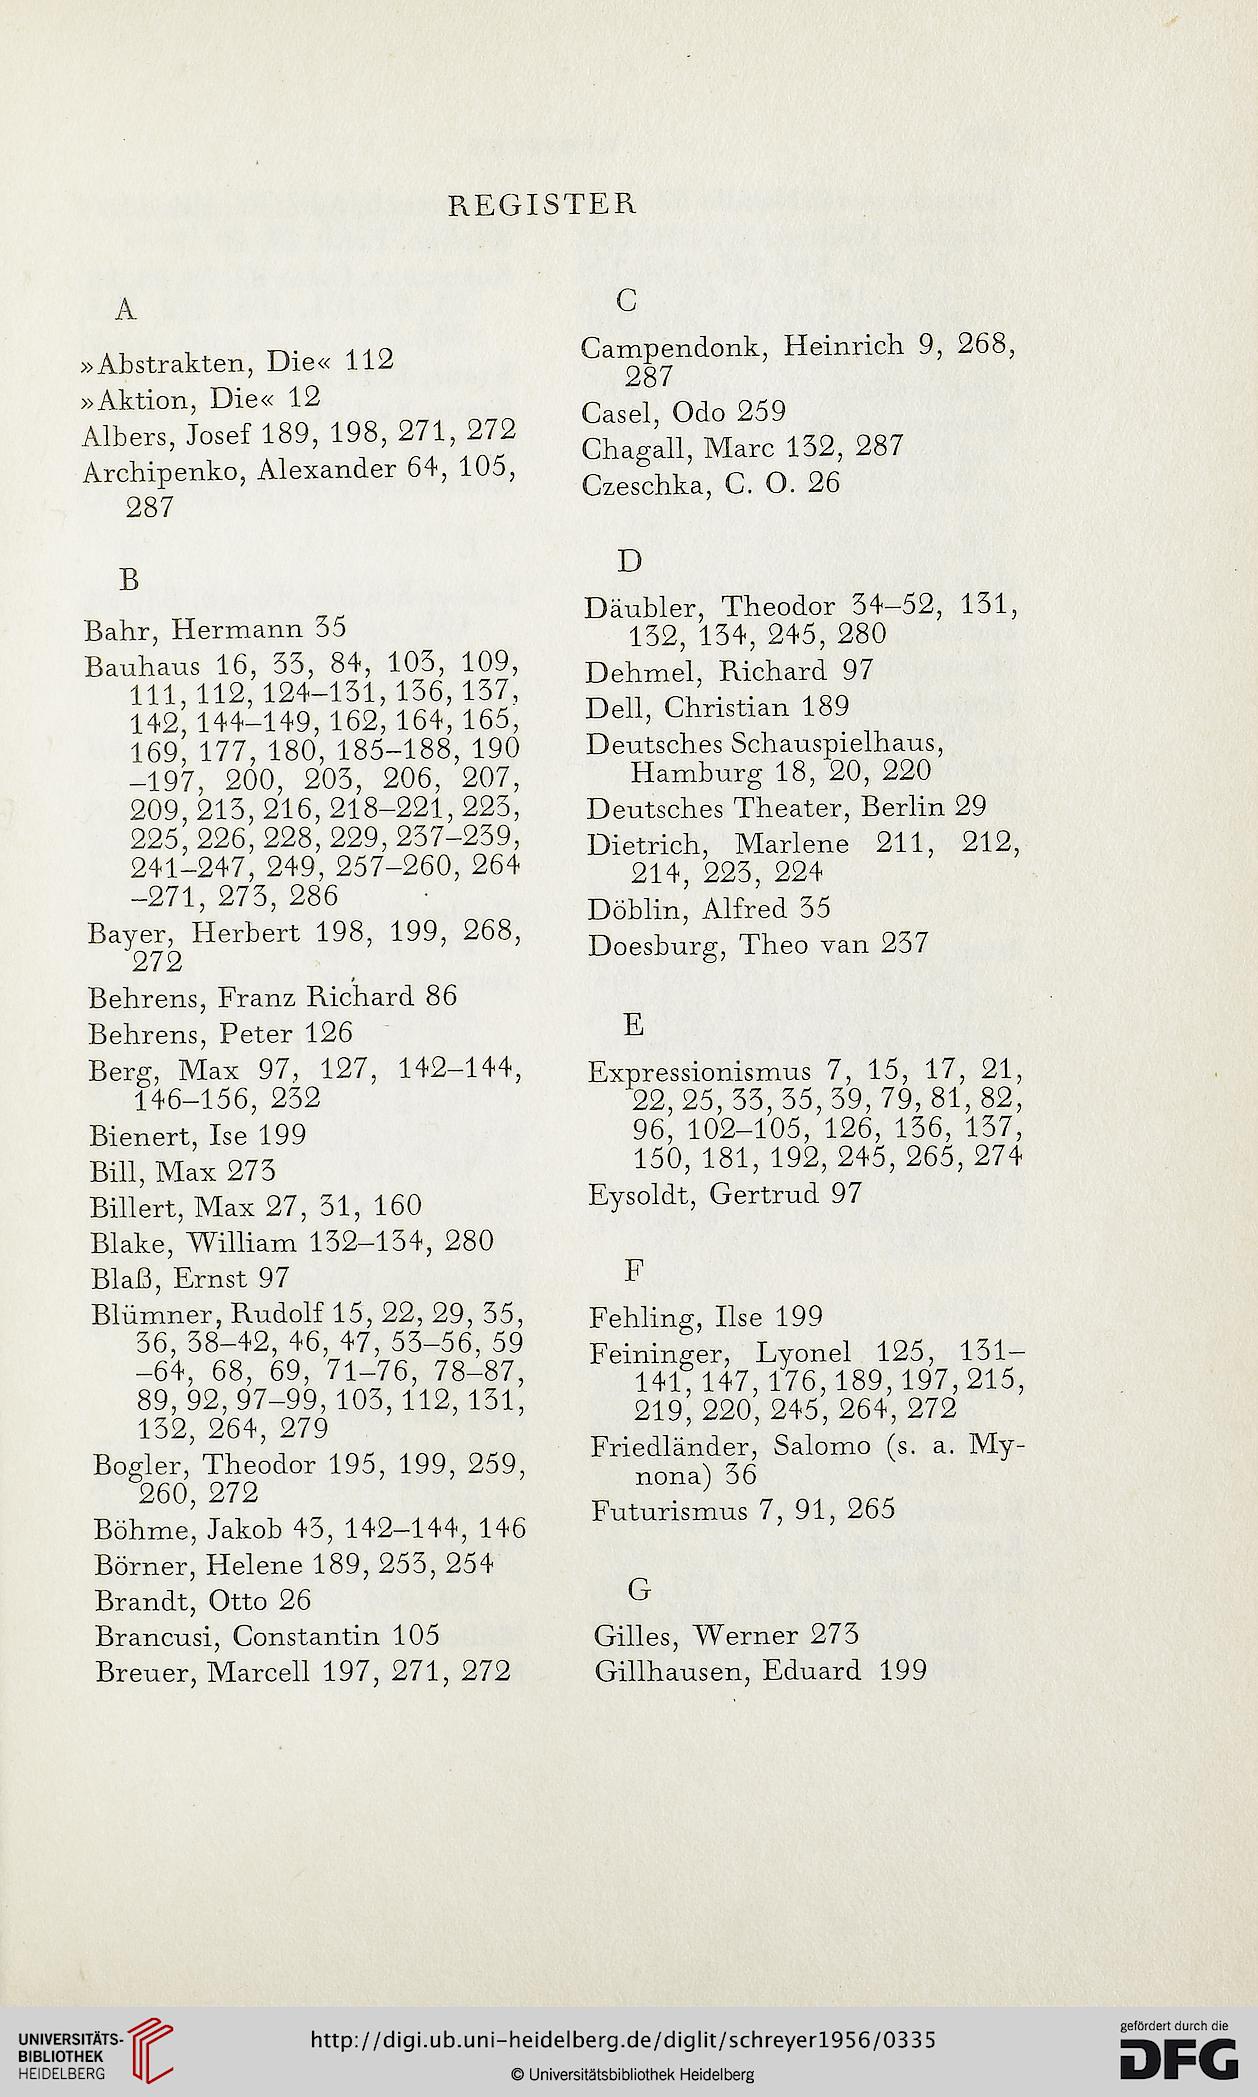 REGISTER
A
»Abstrakten, Die« 112
»Aktion, Die« 12
Albers, Josef 189, 198, 271, 272
Archipenko, Alexander 64, 105,
287
B
Bahr, Hermann 35
Bauhaus 16, 33, 84, 103, 109,
111, 112, 124–131, 136, 137,
142, 144–149, 162, 164, 165,
169, 177, 180, 185–188, 190
–197, 200, 203, 206, 207,
209, 213, 216, 218–221, 223,
225, 226, 228, 229, 237–239,
241–247, 249, 257–260, 264
–271, 273, 286
Bayer, Herbert 198, 199, 268,
272
Behrens, Franz Richard 86
Behrens, Peter 126
Berg, Max 97, 127, 142–144,
146–156, 232
Bienert, Ise 199
Bill, Max 273
Billert, Max 27, 31, 160
Blake, William 132–134, 280
Blaß, Ernst 97
Blümner, Rudolf 15, 22, 29, 35,
36, 38–42, 46, 47, 53–56, 59
–64, 68, 69, 71–76, 78–87,
89, 92, 97–99, 103, 112, 131,
132, 264, 279
Bogler, Theodor 195, 199, 259,
260, 272
Böhme, Jakob 43, 142–144, 146
Börner, Helene 189, 253, 254
Brandt, Otto 26
Brancusi, Constantin 105
Breuer, Marcell 197, 271, 272
C
Campendonk, Heinrich 9, 268,
287
Casel, Odo 259
Chagall, Marc 132, 287
Czeschka, C. O. 26
D
Däubler, Theodor 34–52, 131,
132, 134, 245, 280
Dehmel, Richard 97
Dell, Christian 189
Deutsches Schauspielhaus,
Hamburg 18, 20, 220
Deutsches Theater, Berlin 29
Dietrich, Marlene 211, 212,
214, 223, 224
Döblin, Alfred 35
Doesburg, Theo van 237
E
Expressionismus 7, 15, 17, 21,
22, 25, 33, 35, 39, 79, 81, 82,
96, 102–105, 126, 136, 137,
150, 181, 192, 245, 265, 274
Eysoldt, Gertrud 97
F
Fehling, Ilse 199
Feininger, Lyonel 125, 131–
141, 147, 176, 189, 197, 215,
219, 220, 245, 264, 272
Friedländer, Salomo (s. a. My-
nona) 36
Futurismus 7, 91, 265
G
Gilles, Werner 273
Gillhausen, Eduard 199
UNIVERSITÄTS-
BIBLIOTHEK
HEIDELBERG
http://digi.ub.uni-heidelberg.de/diglit/schreyer1956/0335
© Universitätsbibliothek Heidelberg
gefördert durch die
DFG